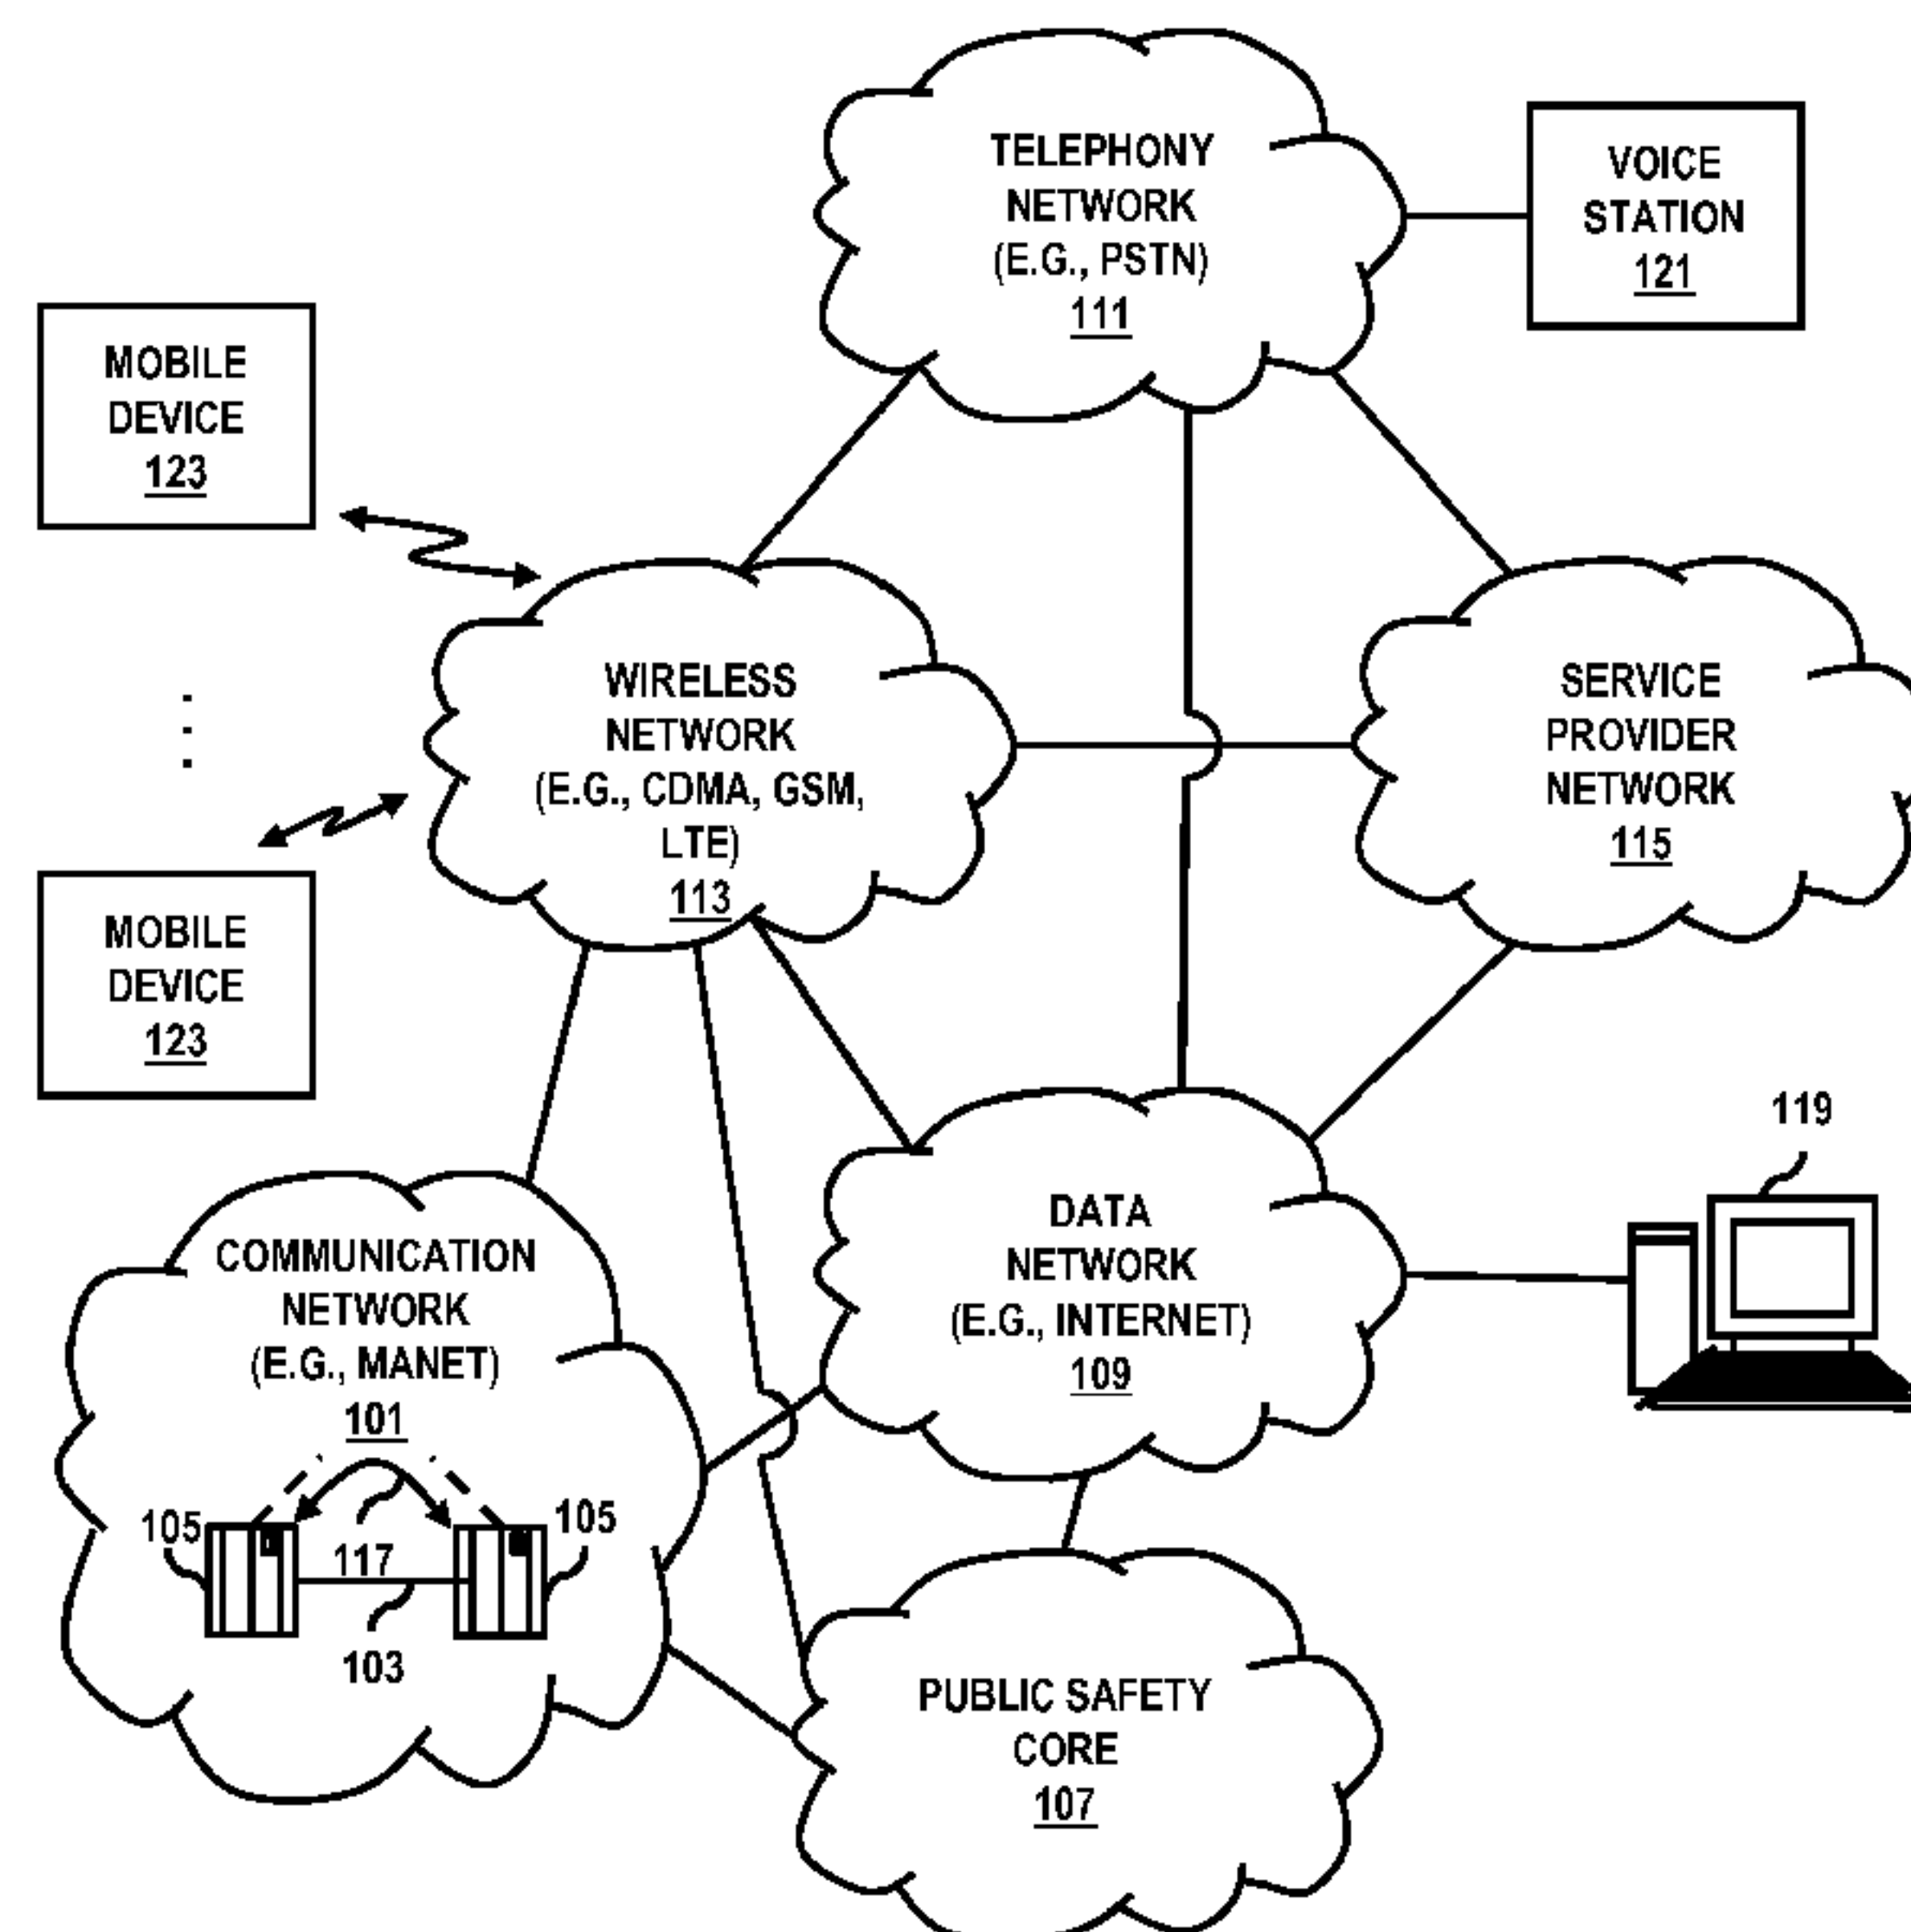 TELEPHONY
NETWORK
(E.G., PSTN)
111
VOICE
STATION
121
MOBILE
DEVICE
123
WIRELESS
NETWORK
(E.G., CDMA, GSM,
LTE)
113
SERVICE
PROVIDER
NETWORK
115
MOBILE
DEVICE
123
119
COMMUNICATION
NETWORK
(E.G., MANET)
101
105
105
117
103
DATA
NETWORK
(E.G., INTERNET)
109
PUBLIC SAFETY
CORE
107